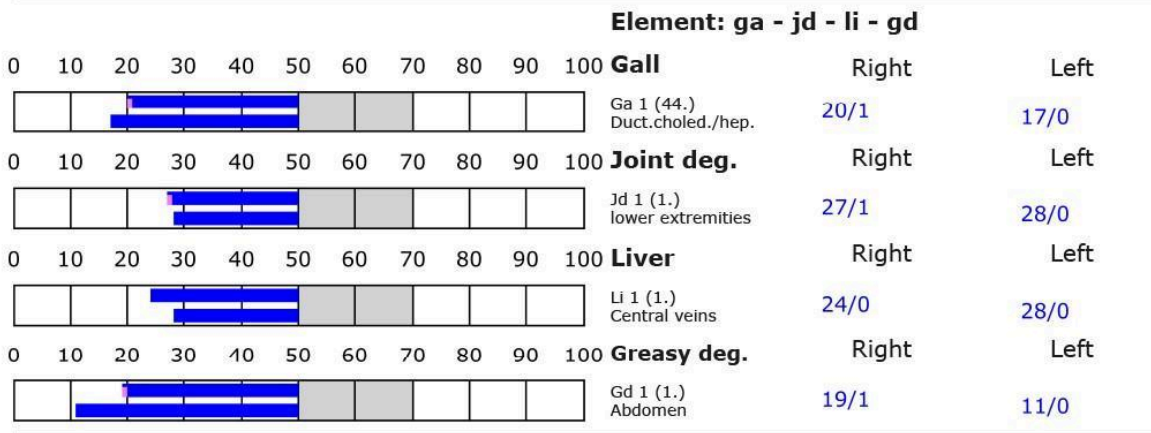 Element: ga - jd - li - gd
0 10 20 30 40 50 60 70 80 90 100 Gall Right Left
Ga 1 (44.) 20/1 17/0
Duct.choled./hep.
0 10 20 30 40 50 60 70 80 90 100 Joint deg. Right Left
Jd 1 (1.) 27/1 28/0
lower extremities
0 10 20 30 40 50 60 70 80 90 100 Liver Right Left
Li 1 (1.) 24/0 28/0
Central veins
0 10 20 30 40 50 60 70 80 90 100 Greasy deg. Right Left
Gd 1 (1.) 19/1 11/0
Abdomen